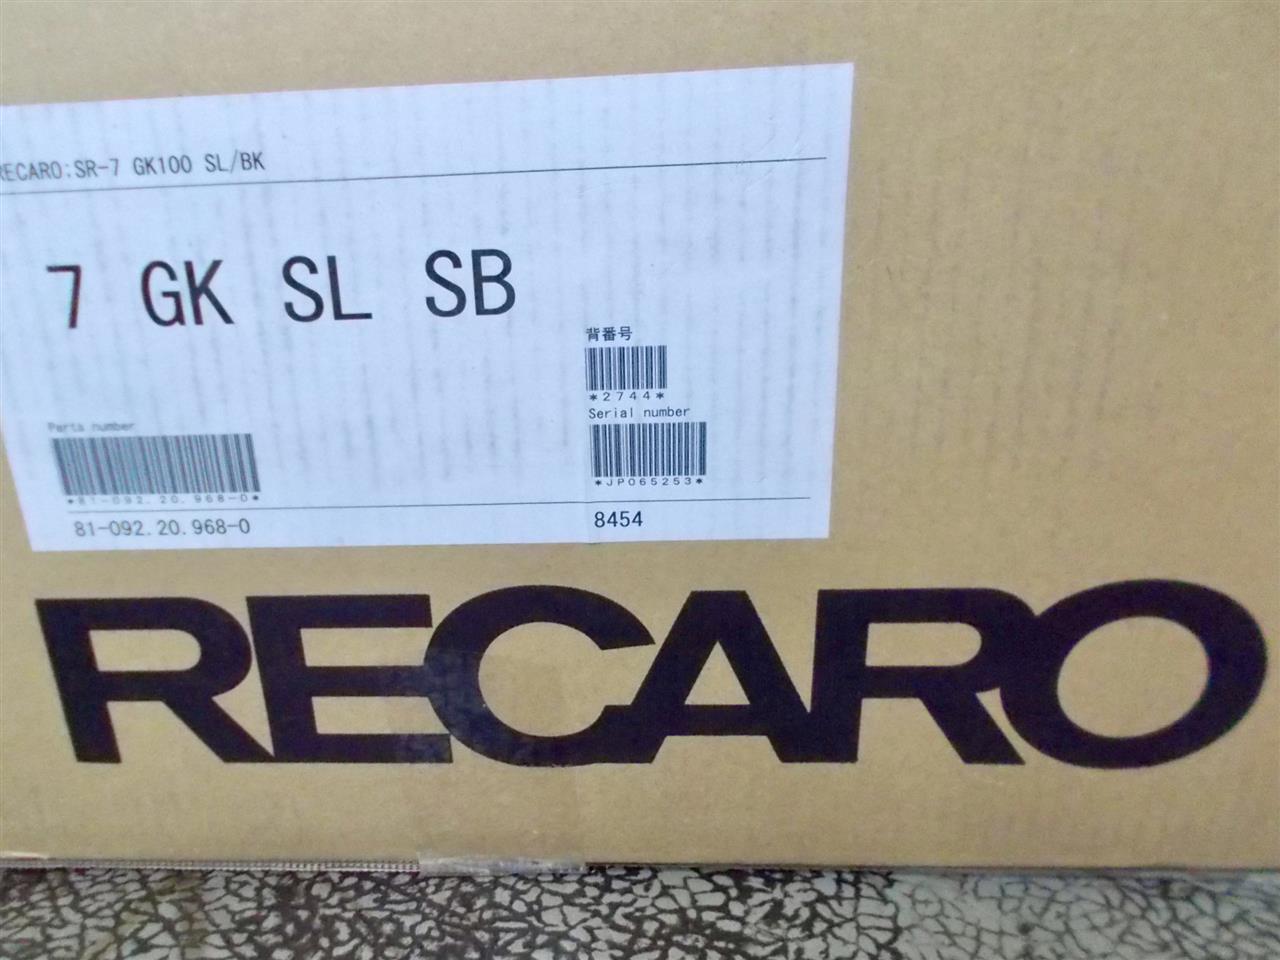 RECARO:SR-7 GK100 SL/BK
7 GK SL SB
背番号
*2744*
Serial number
*JP065253*
Parts number
*81-092.20.968-0*
81-092.20.968-0
8454
RECARO